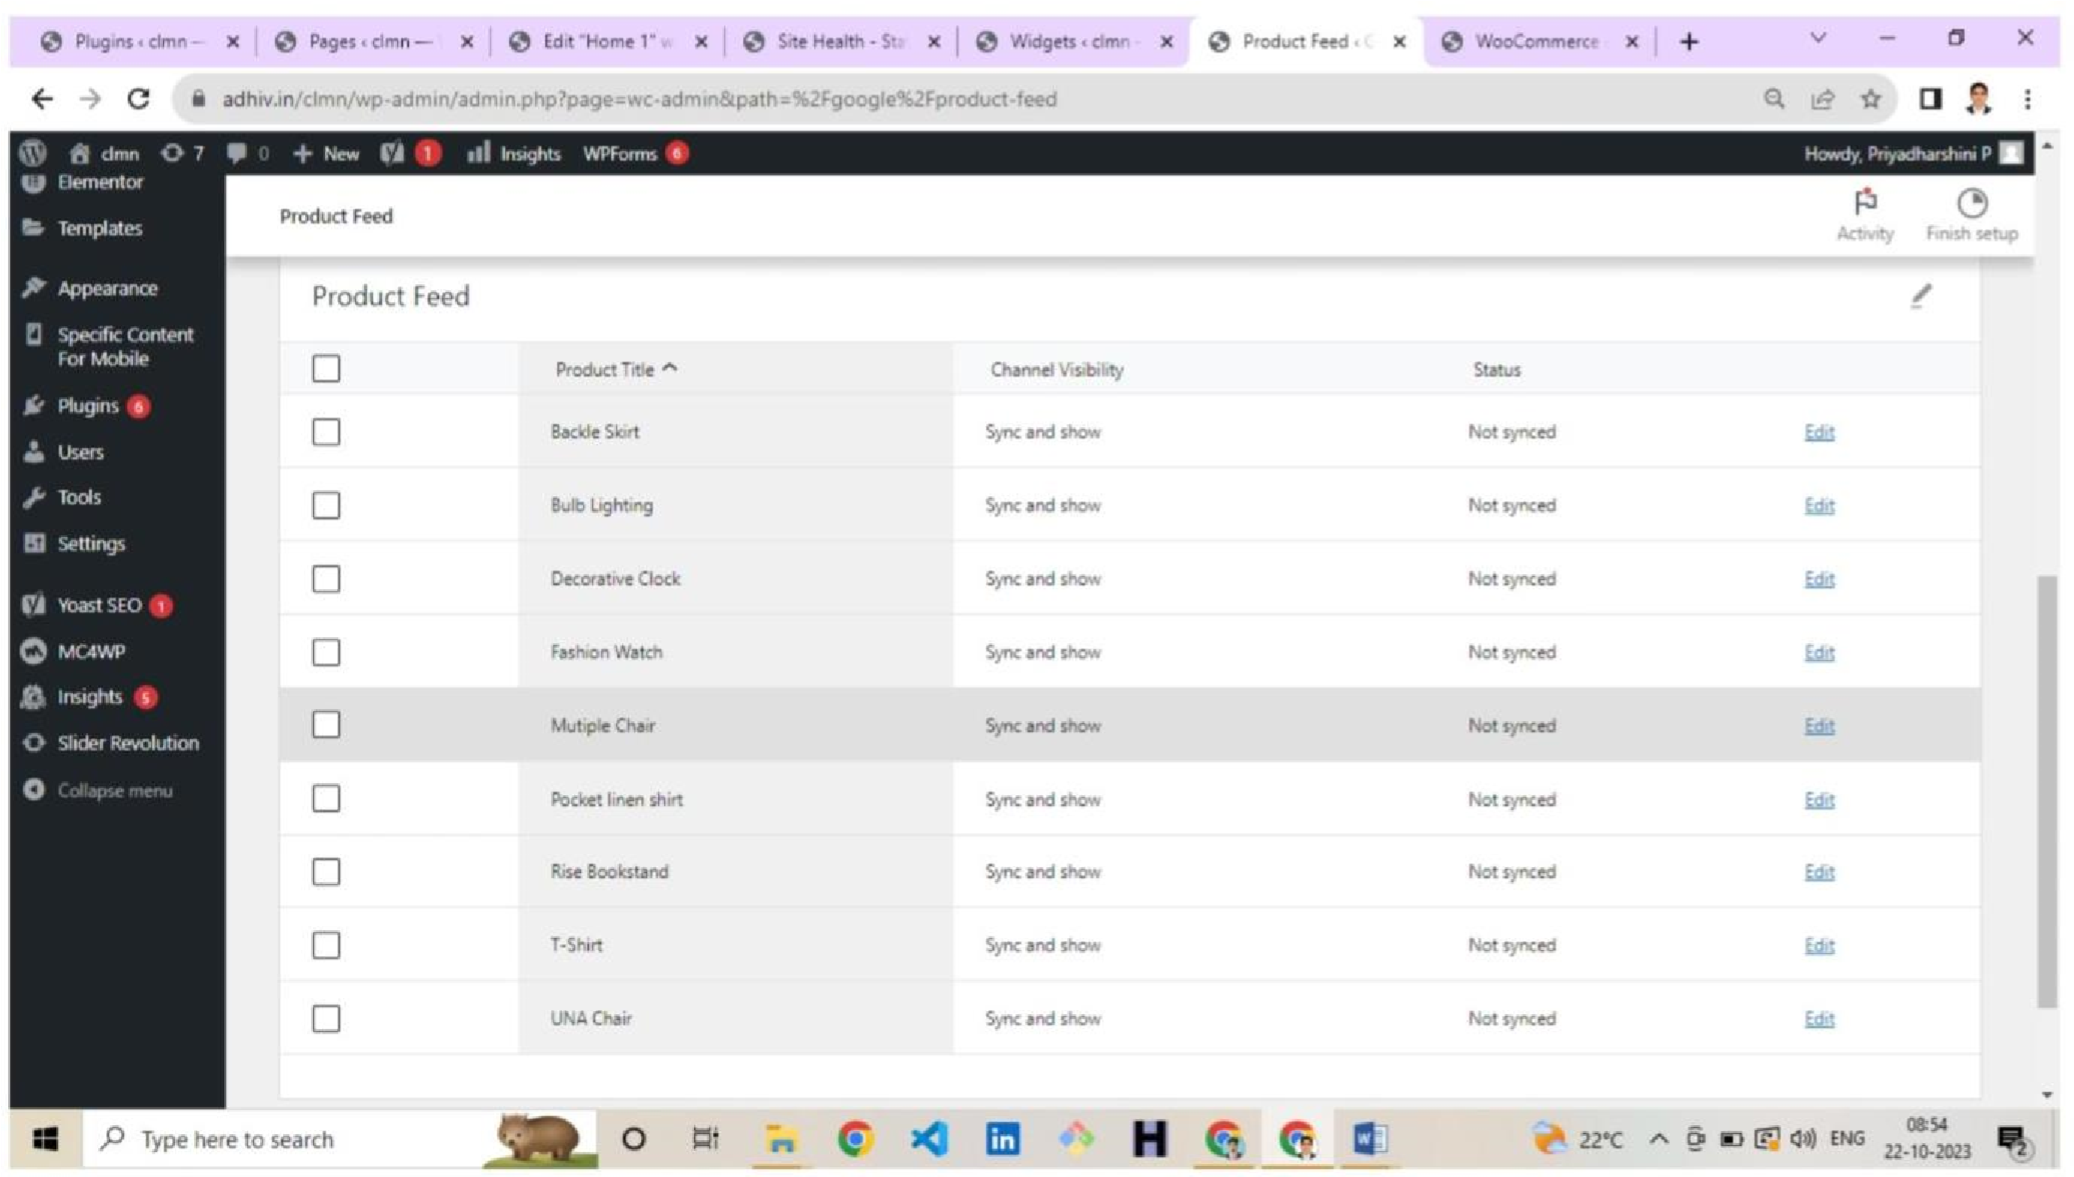 Plugins ‹ clmn —
Pages ‹ clmn —
Edit "Home 1" w
Site Health - Sta
Widgets ‹ clmn -
Product Feed ‹ G
WooCommerce
adhiv.in/clmn/wp-admin/admin.php?page=wc-admin&path=%2Fgoogle%2Fproduct-feed
clmn 7 0 + New 1 Insights WPForms 6 Howdy, Priyadharshini P
Elementor
Templates
Appearance
Specific Content
For Mobile
Plugins 6
Users
Tools
Settings
Yoast SEO 1
MC4WP
Insights 5
Slider Revolution
Collapse menu
Product Feed
Activity
Finish setup
Product Feed
Product Title Channel Visibility Status
Backle Skirt Sync and show Not synced Edit
Bulb Lighting Sync and show Not synced Edit
Decorative Clock Sync and show Not synced Edit
Fashion Watch Sync and show Not synced Edit
Mutiple Chair Sync and show Not synced Edit
Pocket linen shirt Sync and show Not synced Edit
Rise Bookstand Sync and show Not synced Edit
T-Shirt Sync and show Not synced Edit
UNA Chair Sync and show Not synced Edit
Type here to search
22°C
ENG
08:54
22-10-2023
2